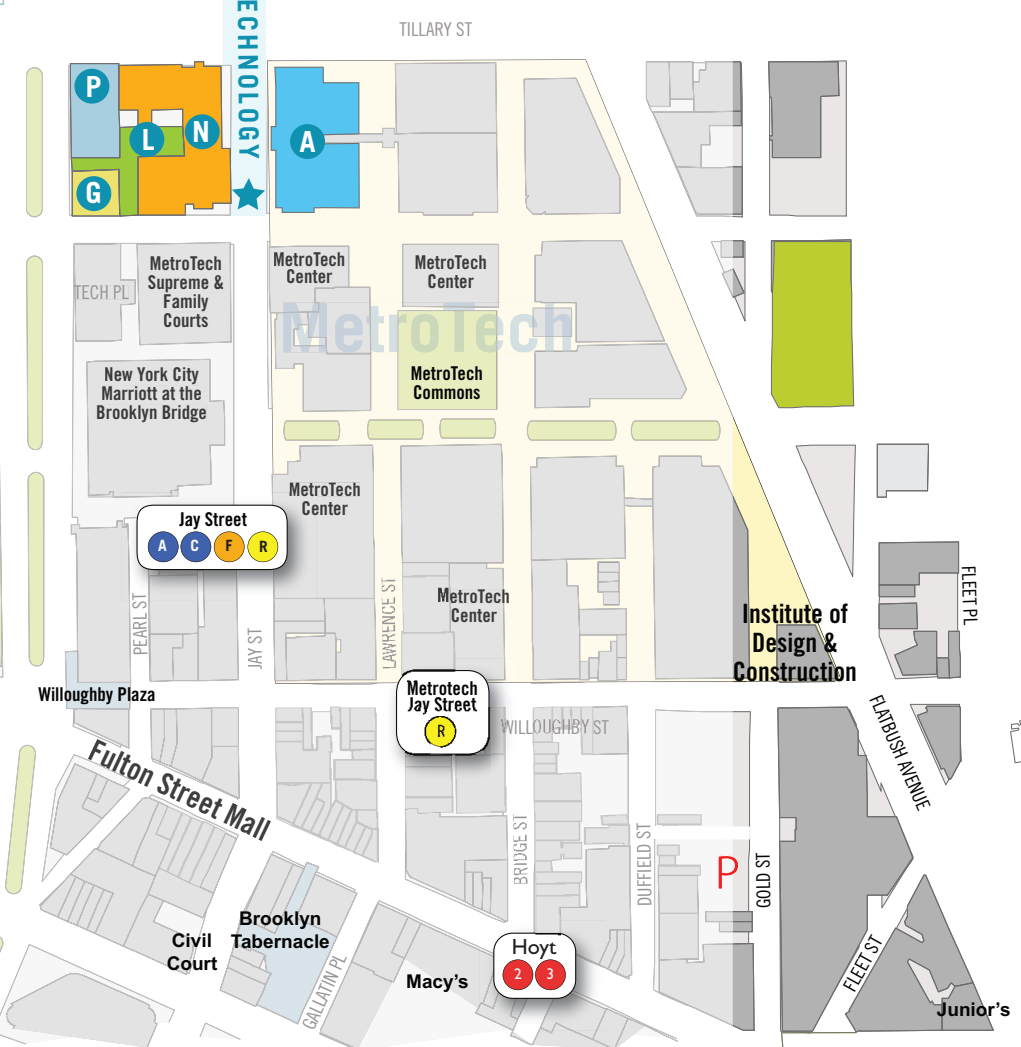 TILLARY ST
ECHNOLOGY
P
L
N
A
G
MetroTech
Supreme &
Family
Courts
MetroTech
Center
MetroTech
Center
TECH PL
MetroTech
MetroTech
Commons
New York City
Marriott at the
Brooklyn Bridge
MetroTech
Center
Jay Street
A C F R
MetroTech
Center
PEARL ST
JAY ST
LAWRENCE ST
Institute of
Design &
Construction
FLEET PL
Willoughby Plaza
Metrotech
Jay Street
R
WILLOUGHBY ST
FLATBUSH AVENUE
Fulton Street Mall
BRIDGE ST
DUFFIELD ST
P
GOLD ST
Brooklyn
Tabernacle
Civil
Court
GALLATIN PL
Macy's
Hoyt
2 3
FLEET ST
Junior's